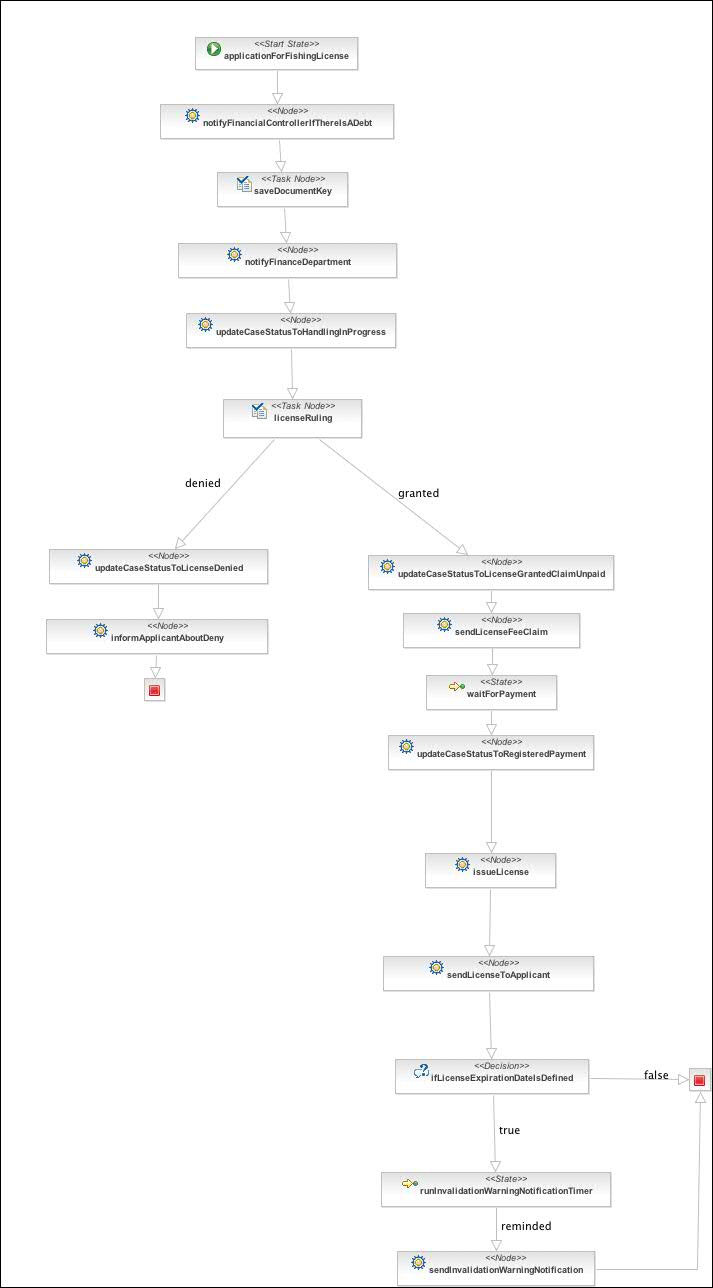 <<Start State>>
applicationForFishingLicense
<<Node>>
notifyFinancialControllerIfThereIsADebt
<<Task Node>>
saveDocumentKey
<<Node>>
notifyFinanceDepartment
<<Node>>
updateCaseStatusToHandlingInProgress
<<Task Node>>
licenseRuling
denied
granted
<<Node>>
updateCaseStatusToLicenseDenied
<<Node>>
updateCaseStatusToLicenseGrantedClaimUnpaid
<<Node>>
informApplicantAboutDeny
<<Node>>
sendLicenseFeeClaim
<<State>>
waitForPayment
<<Node>>
updateCaseStatusToRegisteredPayment
<<Node>>
issueLicense
<<Node>>
sendLicenseToApplicant
<<Decision>>
ifLicenseExpirationDateIsDefined
false
true
<<State>>
runInvalidationWarningNotificationTimer
reminded
<<Node>>
sendInvalidationWarningNotification